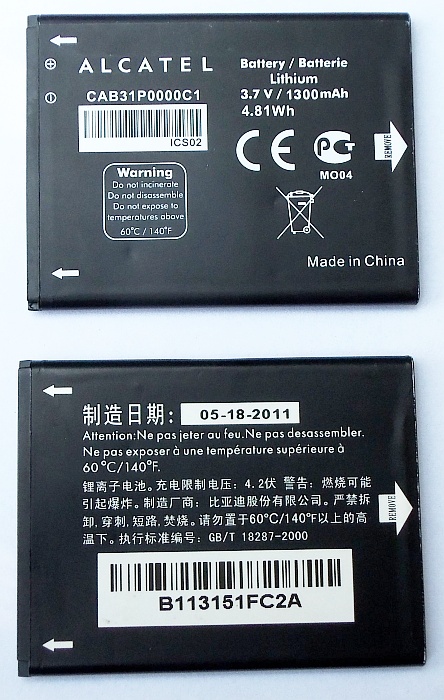 ALCATEL
CAB31P0000C1
ICS02
Warning
Do not incinerate
Do not disassemble
Do not expose to
temperatures above
60°C / 140°F
Battery / Batterie
Lithium
3.7 V / 1300mAh
4.81Wh
CE PCT
MO04
REMOVE
Made in China
制造日期: 05-18-2011
Attention:Ne pas jeter au feu.Ne pas desassembler.
Ne pas exposer à une température supérieure à
60°C/140°F.
锂离子电池。充电限制电压: 4.2伏 警告: 燃烧可能
引起爆炸。制造厂商: 比亚迪股份有限公司。严禁拆
卸,穿刺,短路,焚烧。请勿置于60°C/140°F以上的高
温下。执行标准编号: GB/T 18287-2000
REMOVE
B113151FC2A